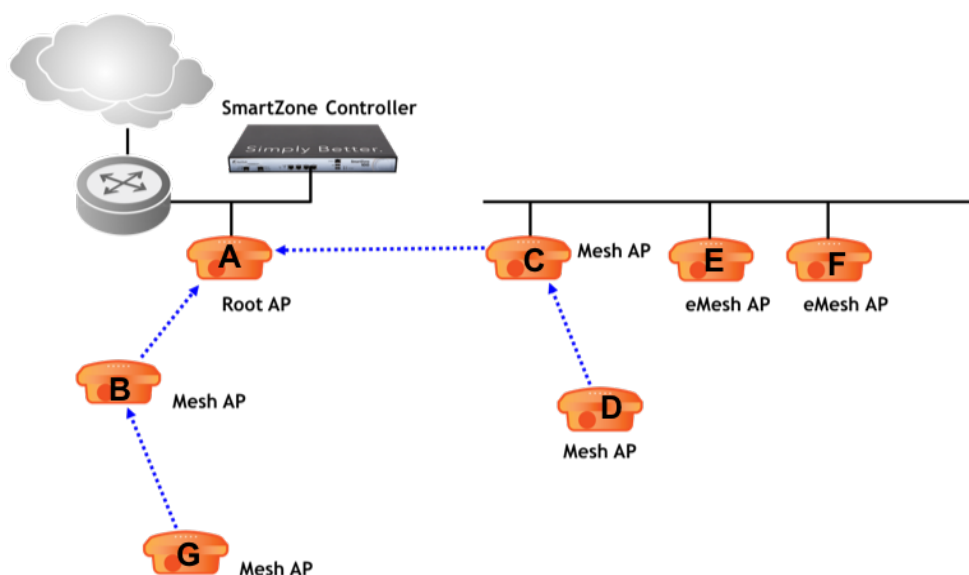 SmartZone Controller
Simply Better.
A
Root AP
C
Mesh AP
E
eMesh AP
F
eMesh AP
B
Mesh AP
D
Mesh AP
G
Mesh AP